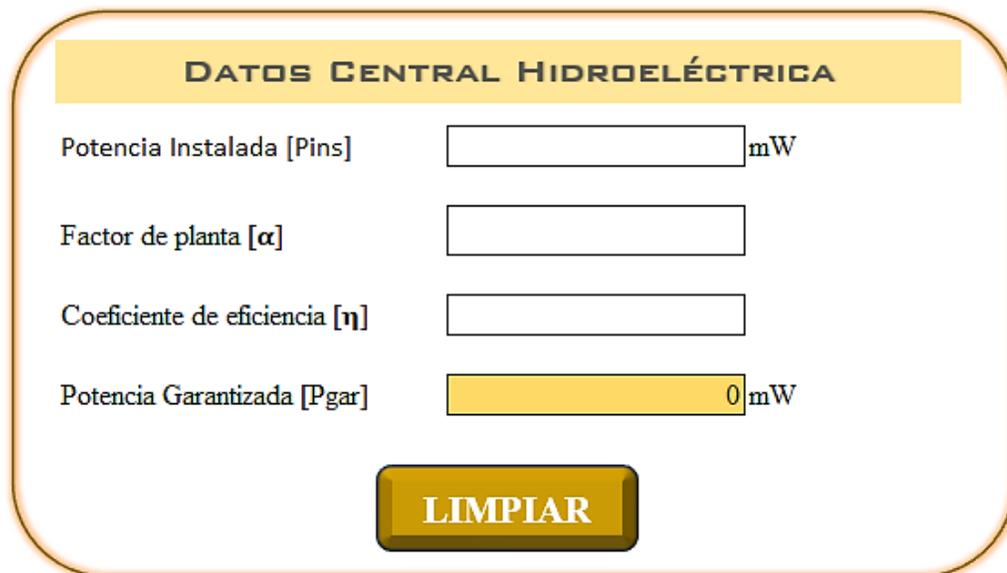 DATOS CENTRAL HIDROELÉCTRICA
Potencia Instalada [Pins] mW
Factor de planta [α]
Coeficiente de eficiencia [η]
Potencia Garantizada [Pgar] 0 mW
LIMPIAR